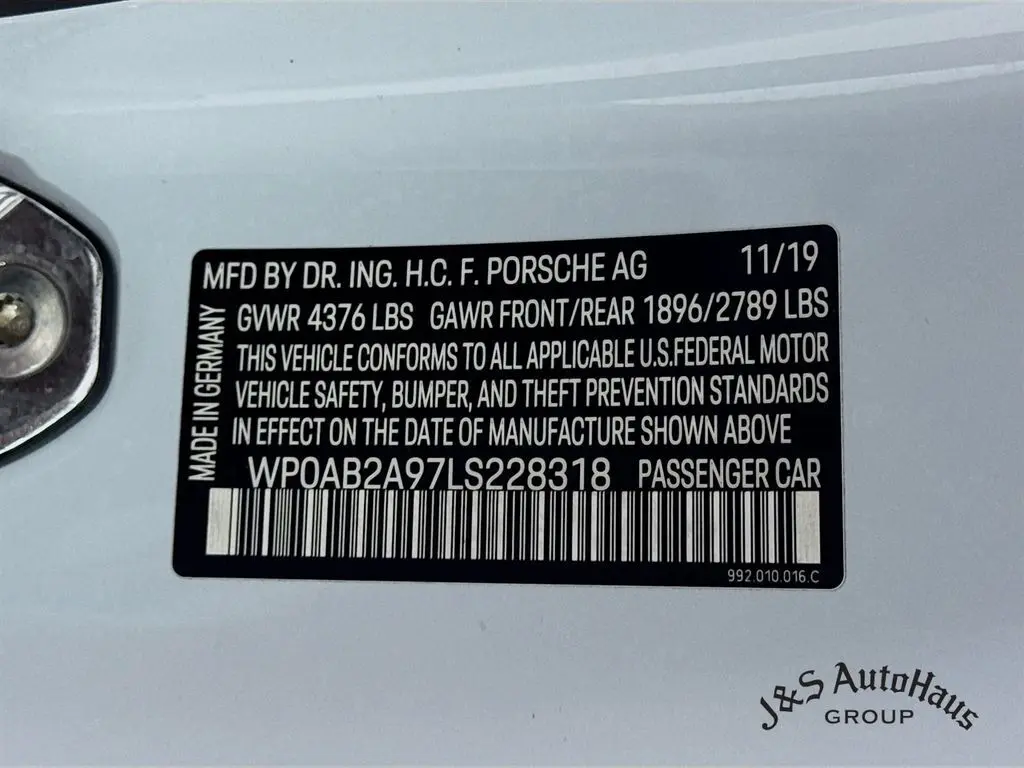 MFD BY DR. ING. H.C. F. PORSCHE AG 11/19
GVWR 4376 LBS GAWR FRONT/REAR 1896/2789 LBS
THIS VEHICLE CONFORMS TO ALL APPLICABLE U.S.FEDERAL MOTOR
VEHICLE SAFETY, BUMPER, AND THEFT PREVENTION STANDARDS
IN EFFECT ON THE DATE OF MANUFACTURE SHOWN ABOVE
WP0AB2A97LS228318 PASSENGER CAR
MADE IN GERMANY
992.010.016.C
J&S AutoHaus
GROUP